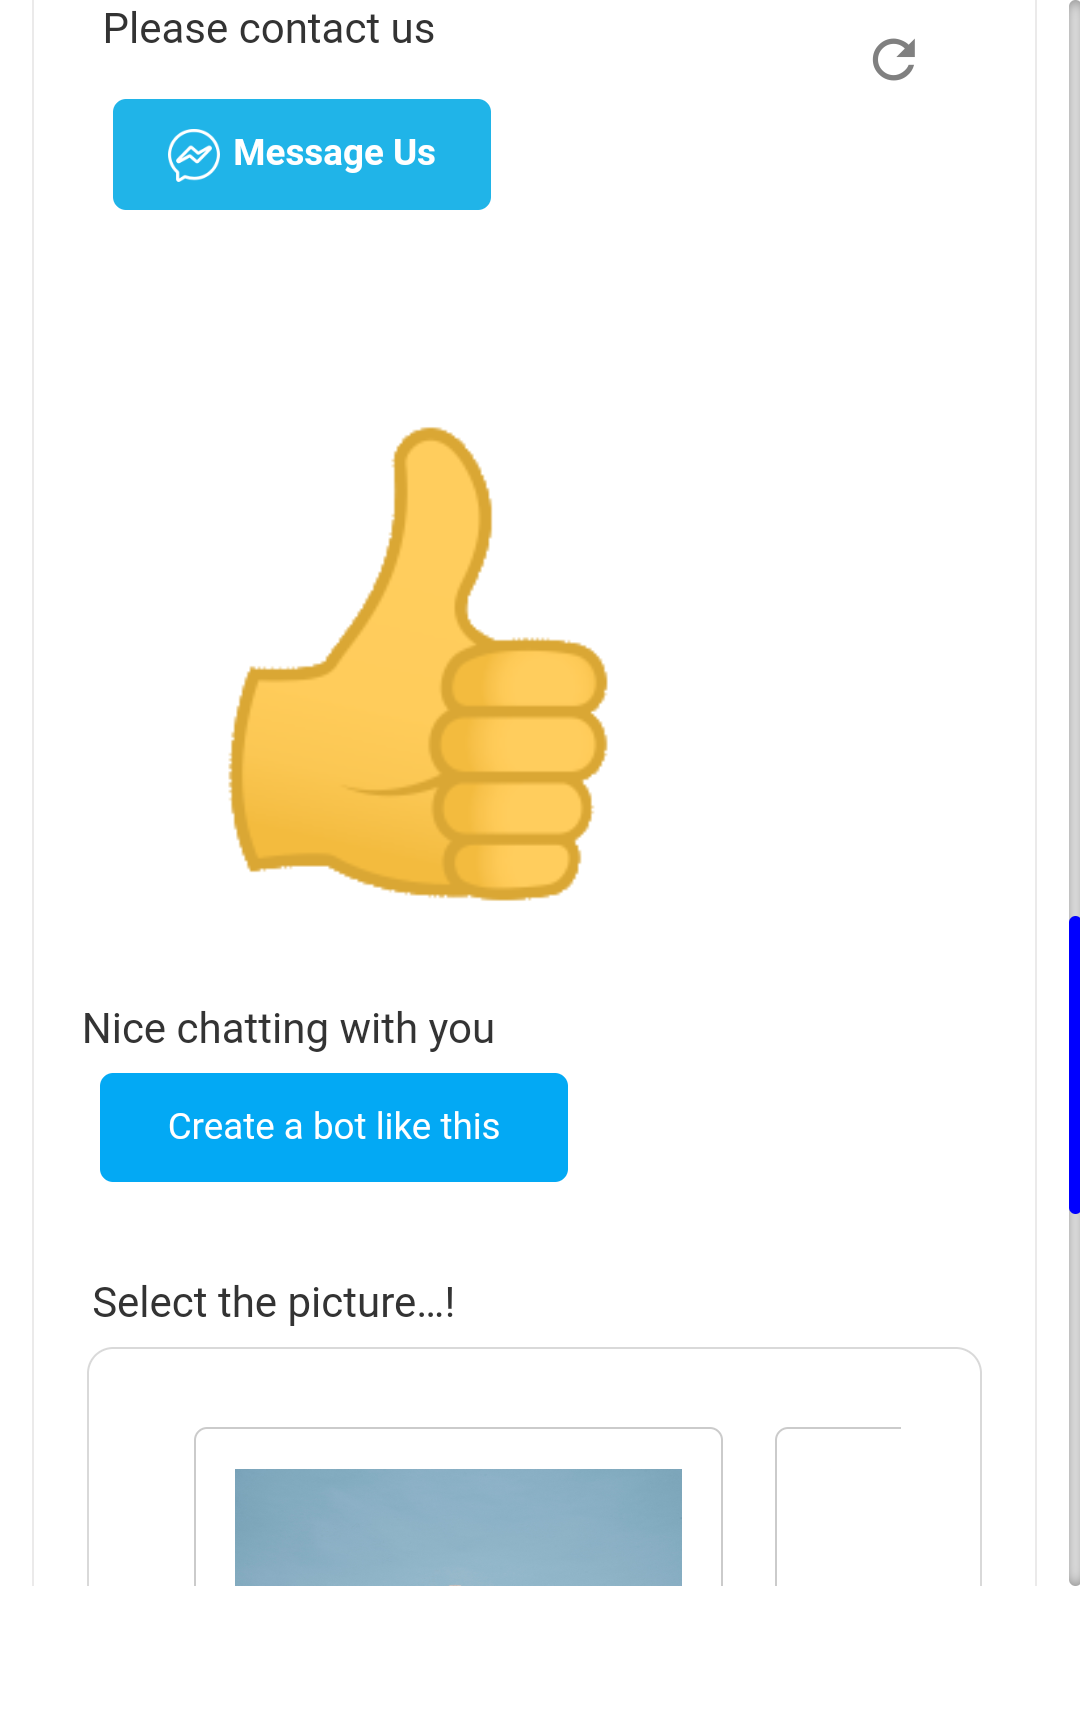 Please contact us
Message Us
Nice chatting with you
Create a bot like this
Select the picture...!